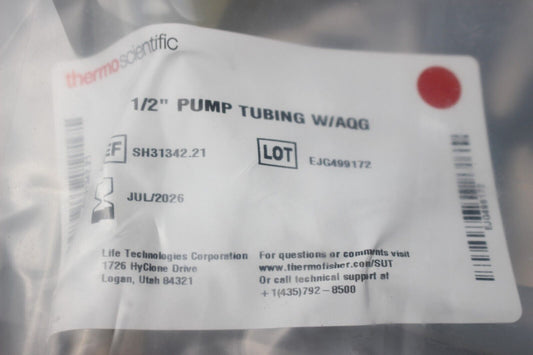 thermoscientific
1/2" PUMP TUBING W/AQG
EF SH31342.21 LOT EJG499172
JUL/2026
Life Technologies Corporation
1726 HyClone Drive
Logan, Utah 84321
For questions or comments visit
www.thermofisher.com/SUT
Or call technical support at
+1(435)792-8500
EJG499172